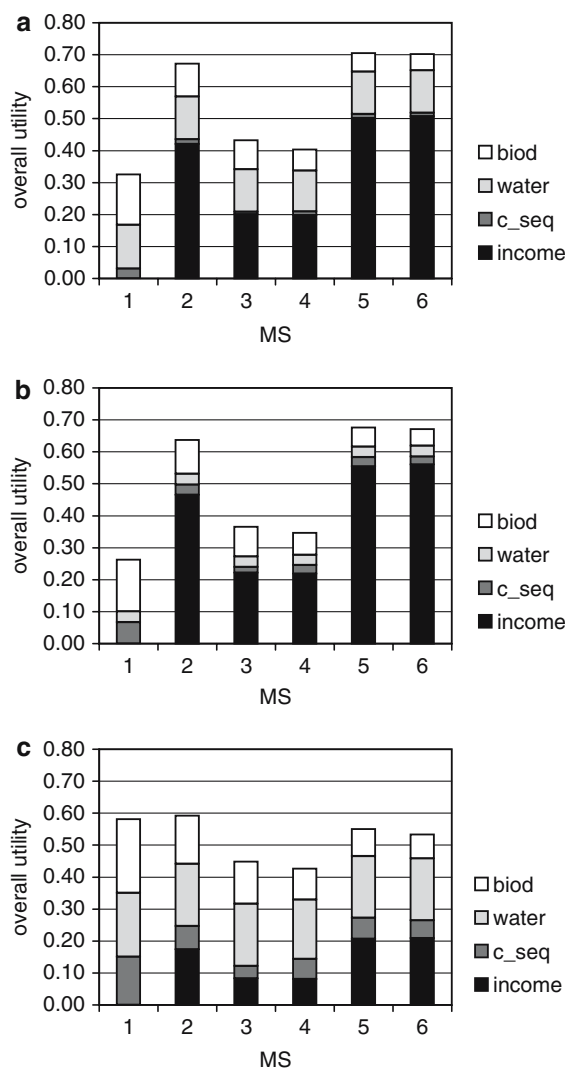 a
overall utility
0.80
0.70
0.60
0.50
0.40
0.30
0.20
0.10
0.00
1 2 3 4 5 6
MS
biod
water
c_seq
income
b
overall utility
0.80
0.70
0.60
0.50
0.40
0.30
0.20
0.10
0.00
1 2 3 4 5 6
MS
biod
water
c_seq
income
c
overall utility
0.80
0.70
0.60
0.50
0.40
0.30
0.20
0.10
0.00
1 2 3 4 5 6
MS
biod
water
c_seq
income